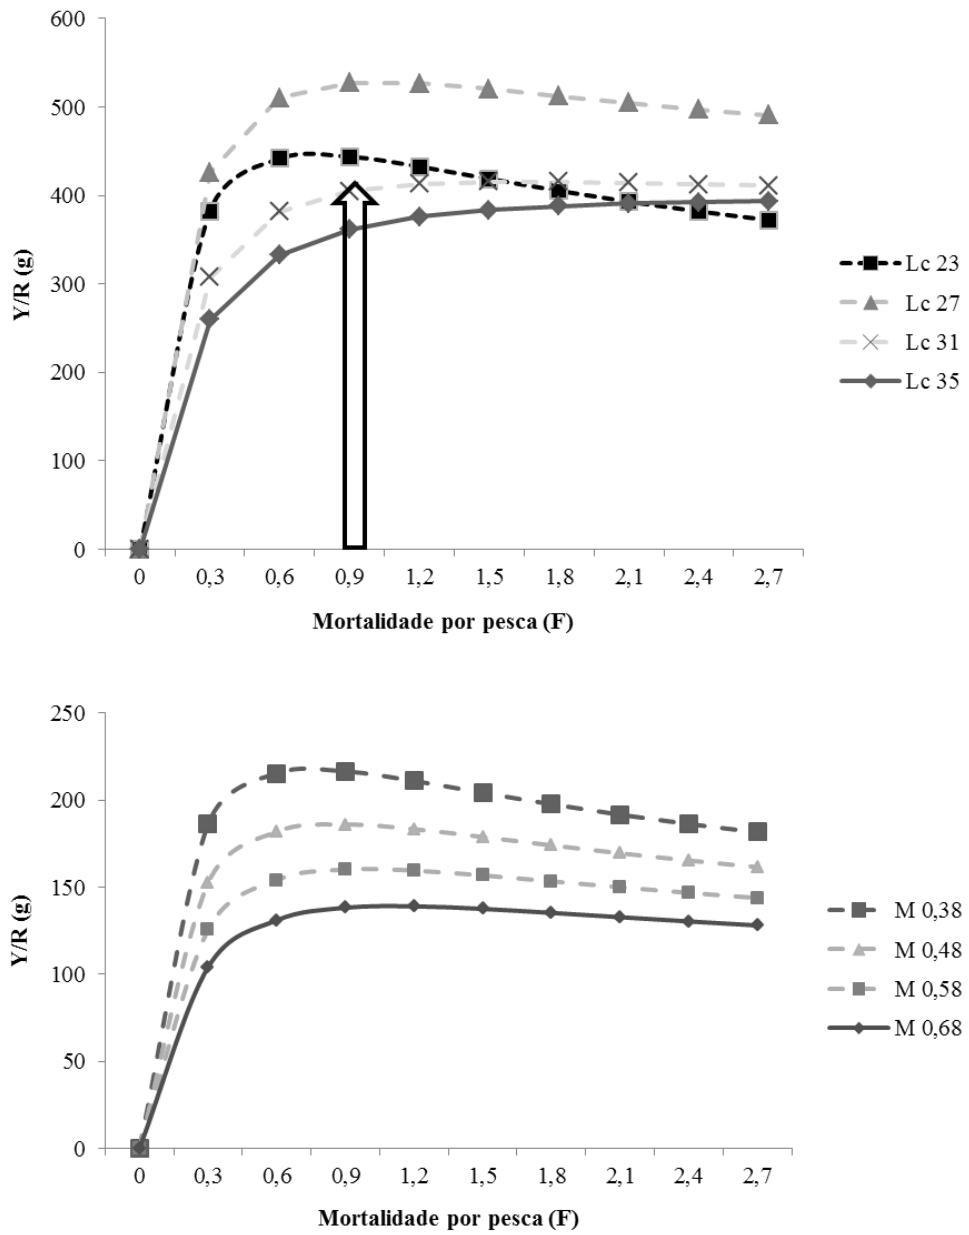 600
500
400
300
200
100
0
Y/R (g)
0 0,3 0,6 0,9 1,2 1,5 1,8 2,1 2,4 2,7
Mortalidade por pesca (F)
Lc 23
Lc 27
Lc 31
Lc 35
250
200
150
100
50
0
Y/R (g)
0 0,3 0,6 0,9 1,2 1,5 1,8 2,1 2,4 2,7
Mortalidade por pesca (F)
M 0,38
M 0,48
M 0,58
M 0,68